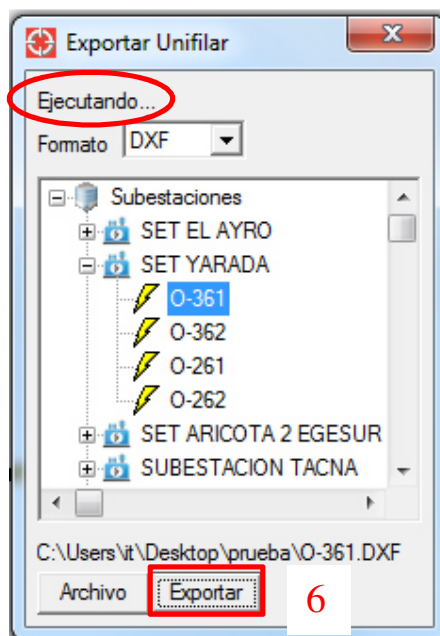 Exportar Unifilar
x
Ejecutando...
Formato DXF
Subestaciones
SET EL AYRO
SET YARADA
O-361
O-362
O-261
O-262
SET ARICOTA 2 EGESUR
SUBESTACION TACNA
C:\Users\it\Desktop\prueba\O-361.DXF
Archivo Exportar 6